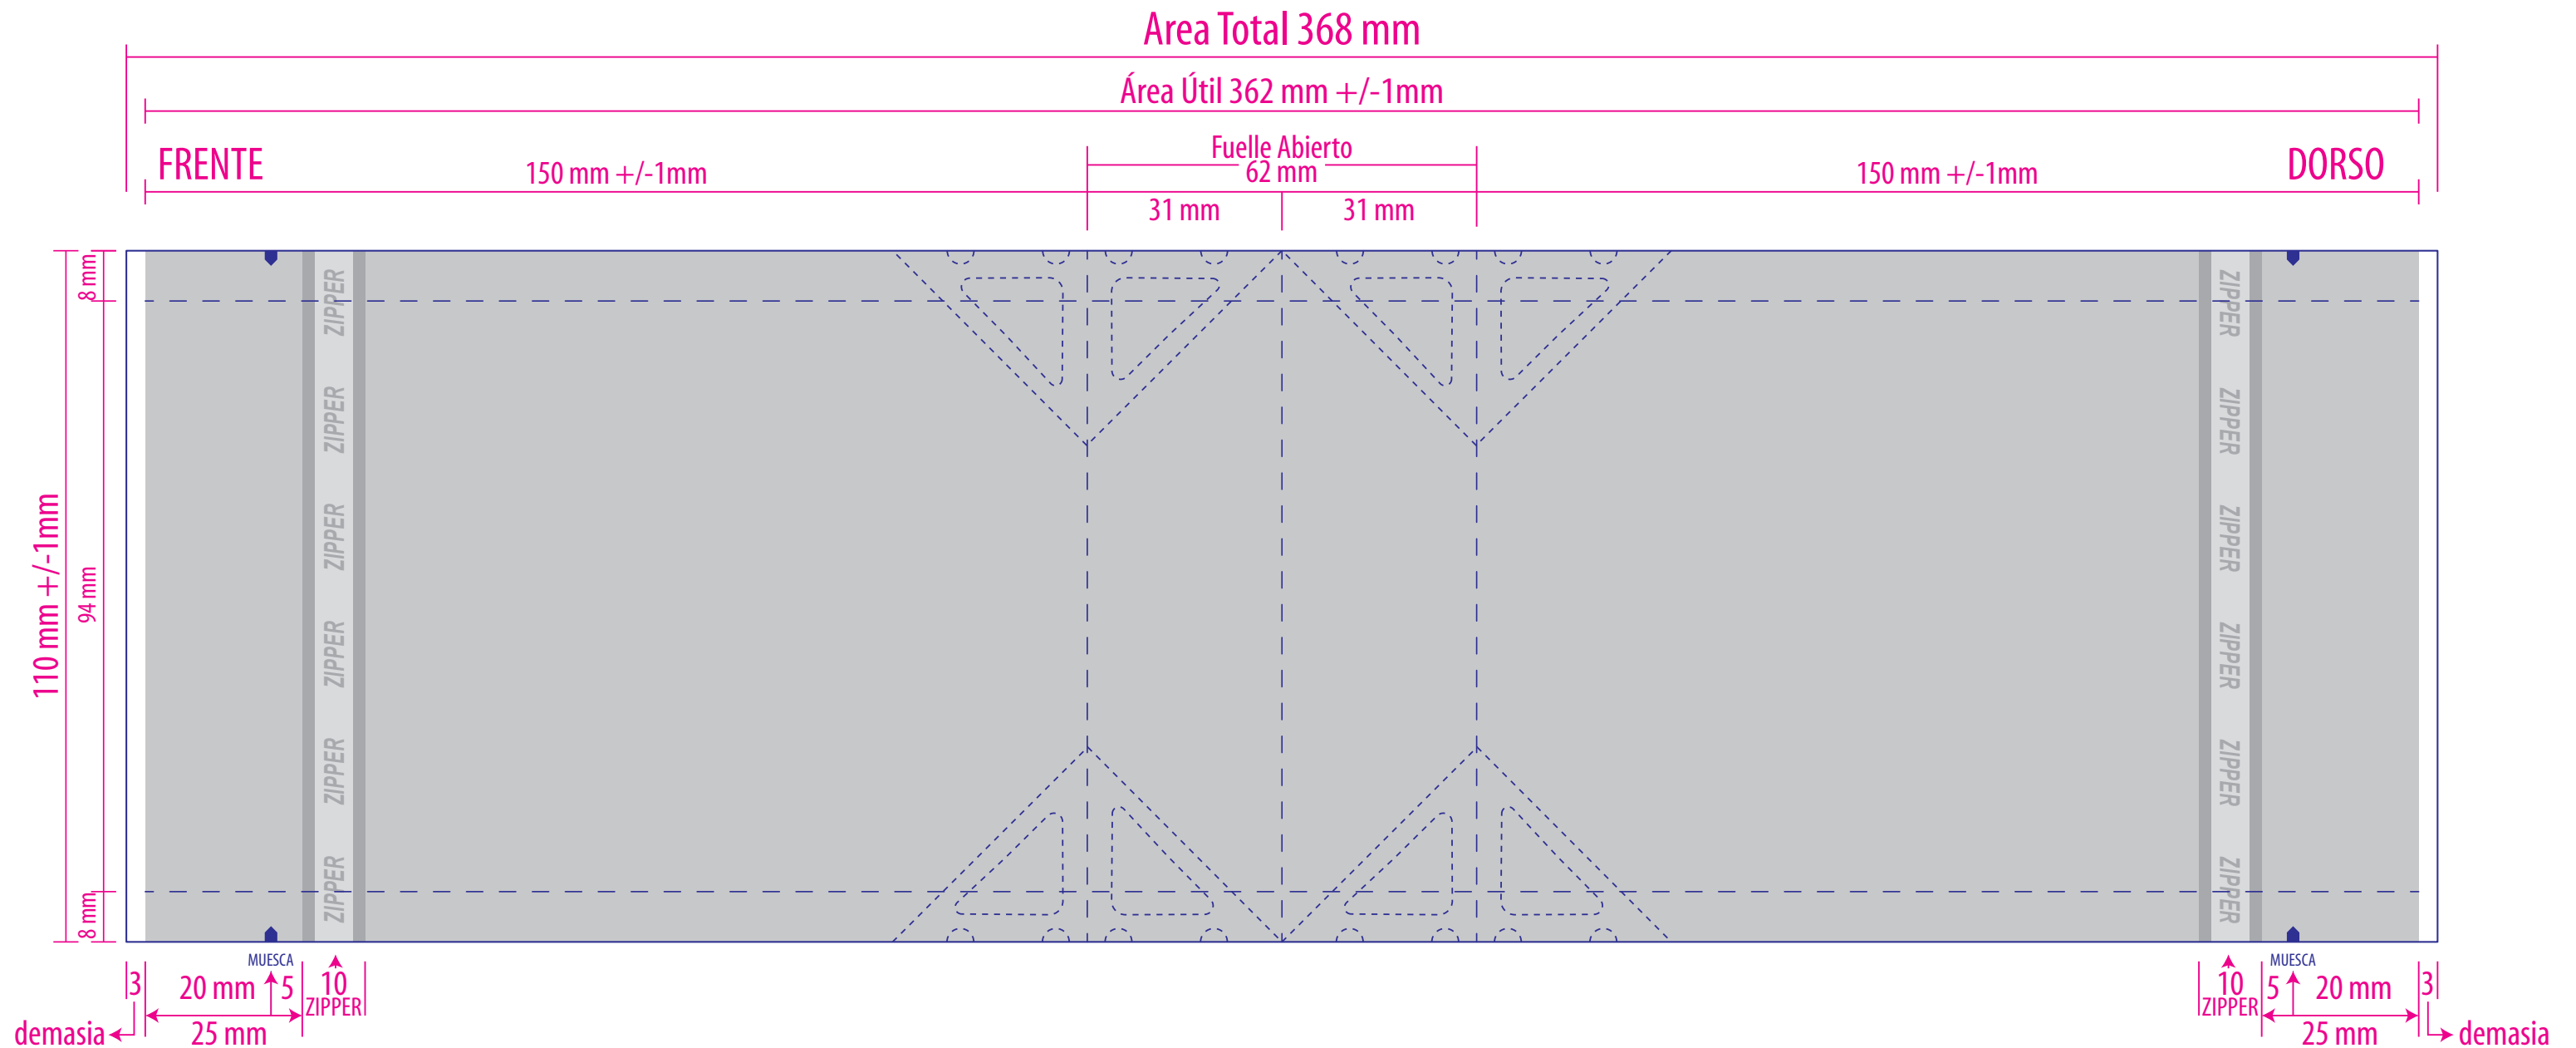 Area Total 368 mm
Área Útil 362 mm +/-1mm
Fuelle Abierto
62 mm
FRENTE
150 mm +/-1mm
150 mm +/-1mm
DORSO
31 mm
31 mm
8 mm
94 mm
8 mm
110 mm +/-1mm
ZIPPER
ZIPPER
ZIPPER
ZIPPER
ZIPPER
ZIPPER
ZIPPER
ZIPPER
ZIPPER
ZIPPER
ZIPPER
ZIPPER
MUESCA
MUESCA
3
20 mm
5
10
ZIPPER
25 mm
demasia
10
ZIPPER
5
20 mm
3
25 mm
demasia